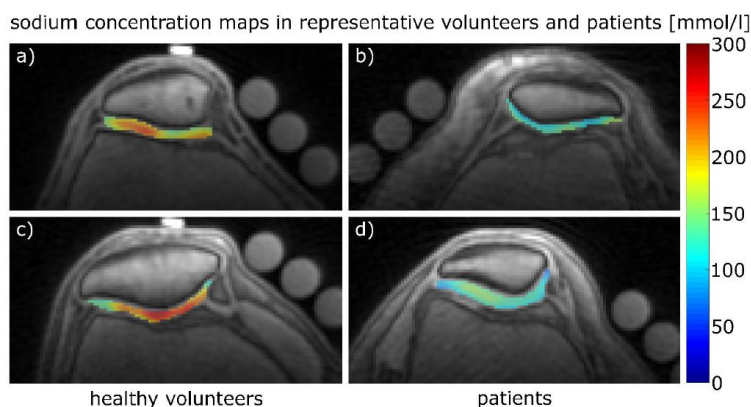 sodium concentration maps in representative volunteers and patients [mmol/l]
a)
b)
c)
d)
300
250
200
150
100
50
0
healthy volunteers
patients